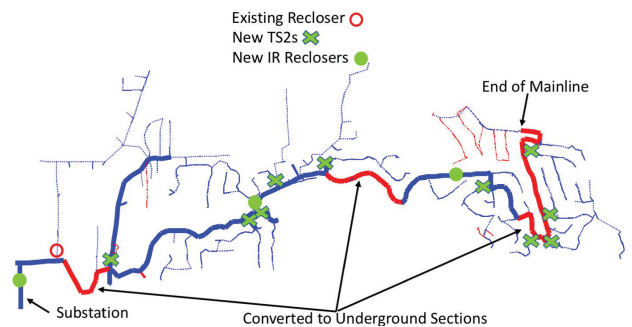 Existing Recloser
New TS2s
New IR Reclosers
End of Mainline
Substation
Converted to Underground Sections